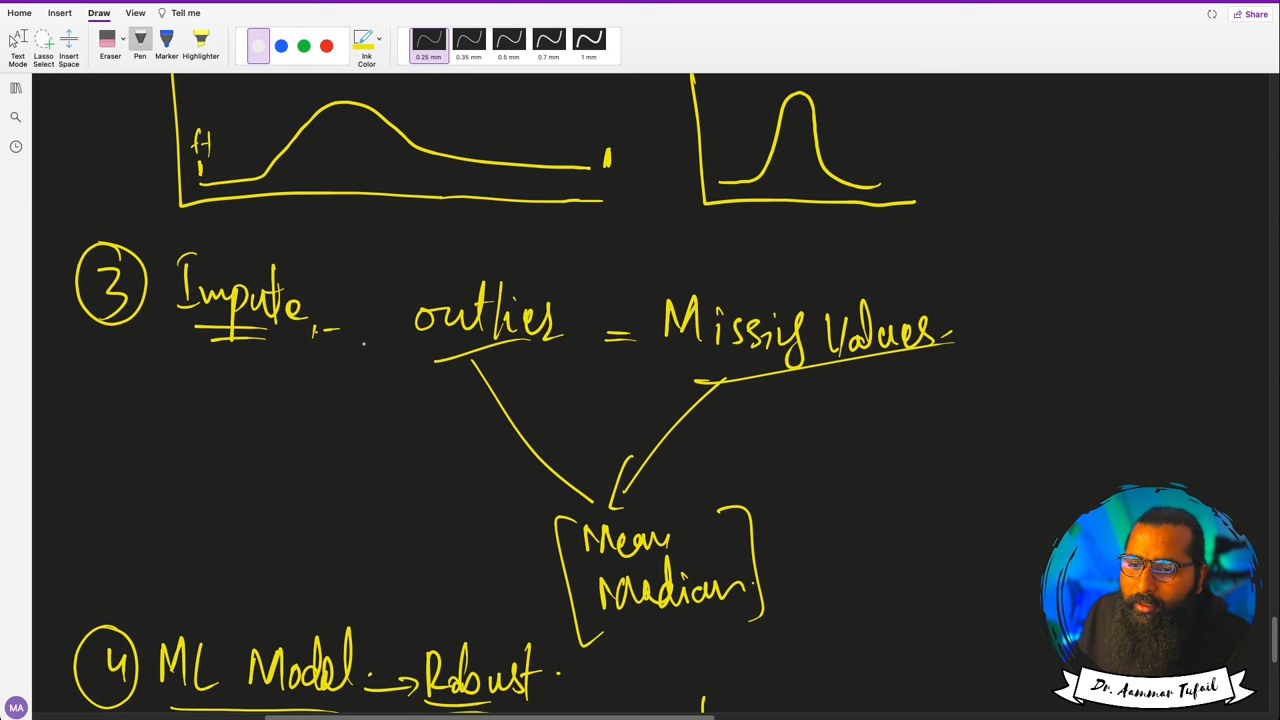 Home Insert Draw View Tell me
Share
Text Mode
Lasso Select
Insert Space
Eraser
Pen
Marker
Highlighter
Ink Color
0.25 mm
0.35 mm
0.5 mm
0.7 mm
1 mm
3 Impute:- outlier = Missig Values
[Mean
Median]
4 ML Model → Robust
MA
Dr. Aammar Tufail